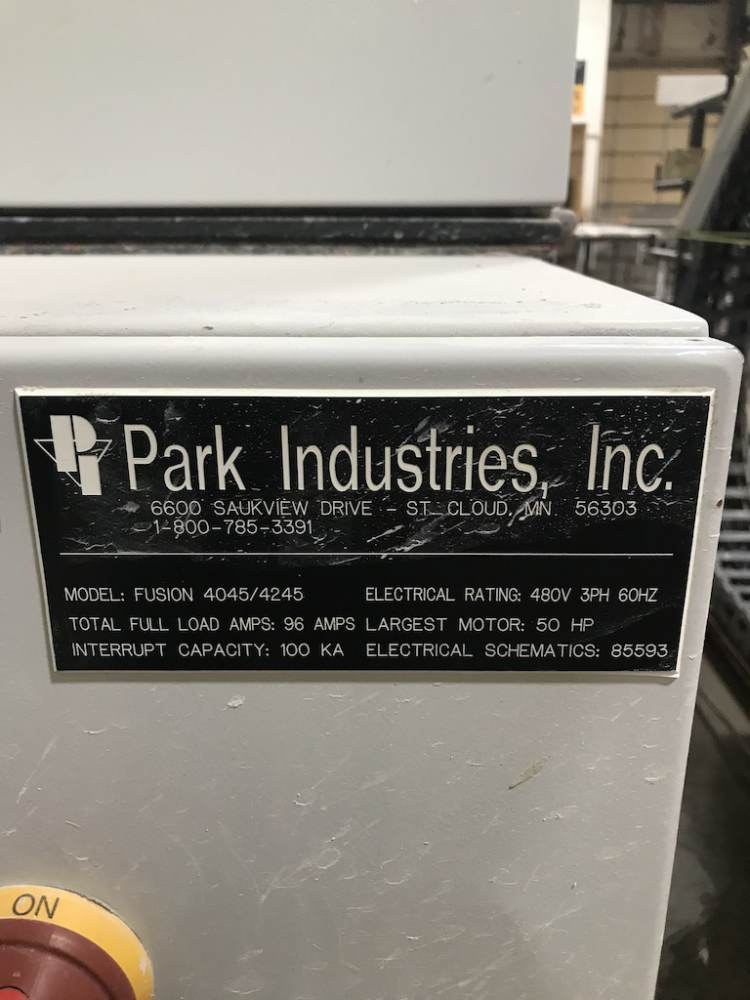 PI Park Industries, Inc.
6600 SAUKVIEW DRIVE - ST. CLOUD, MN 56303
1-800-785-3391
MODEL: FUSION 4045/4245 ELECTRICAL RATING: 480V 3PH 60HZ
TOTAL FULL LOAD AMPS: 96 AMPS LARGEST MOTOR: 50 HP
INTERRUPT CAPACITY: 100 KA ELECTRICAL SCHEMATICS: 85593
ON